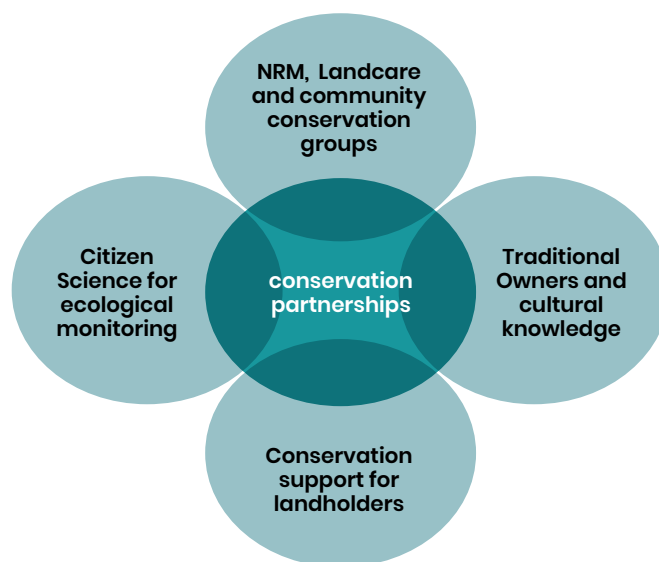 NRM, Landcare
and community
conservation
groups
Citizen
Science for
ecological
monitoring
conservation
partnerships
Traditional
Owners and
cultural
knowledge
Conservation
support for
landholders